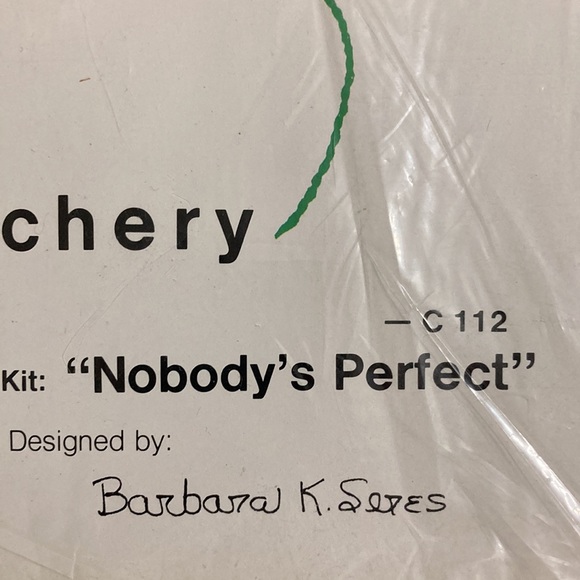 chery
— C 112
Kit: “Nobody’s Perfect”
Designed by:
Barbara K. Seres